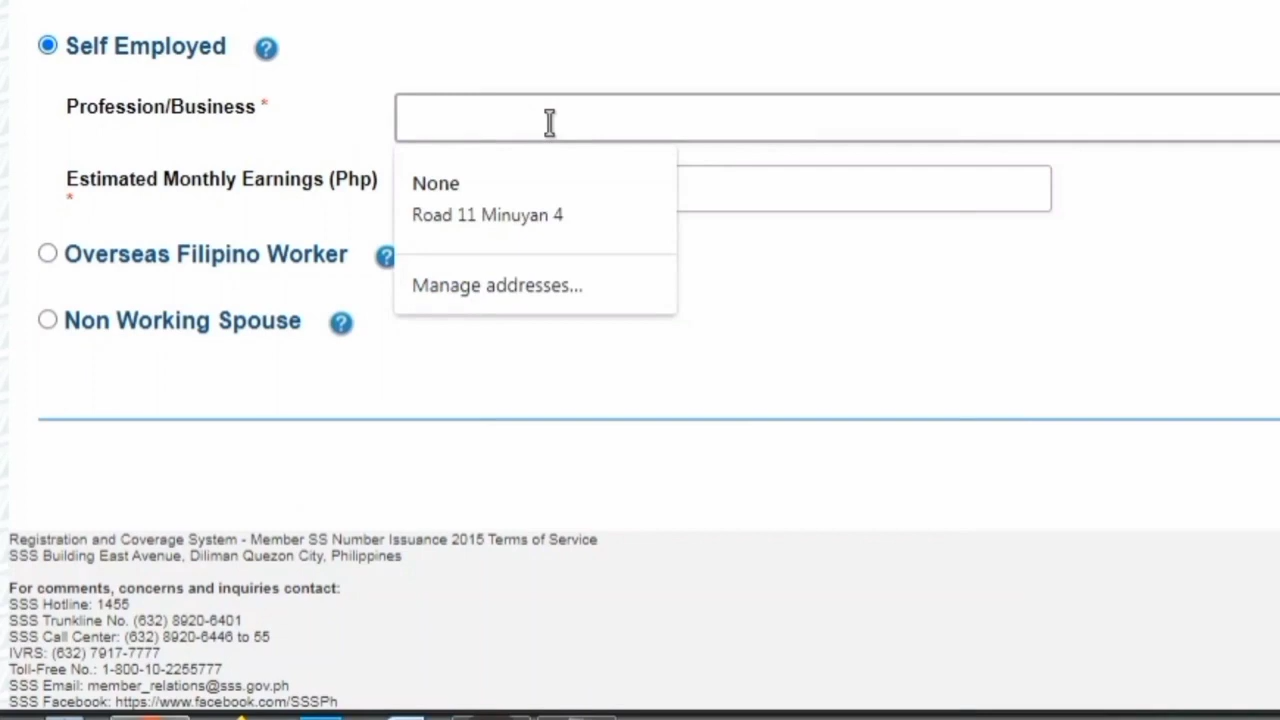 Self Employed ?
Profession/Business *
Estimated Monthly Earnings (Php)
*
None
Road 11 Minuyan 4
Manage addresses...
Overseas Filipino Worker ?
Non Working Spouse ?
Registration and Coverage System - Member SS Number Issuance 2015 Terms of Service
SSS Building East Avenue, Diliman Quezon City, Philippines
For comments, concerns and inquiries contact:
SSS Hotline: 1455
SSS Trunkline No. (632) 8920-6401
SSS Call Center: (632) 8920-6446 to 55
IVRS: (632) 7917-7777
Toll-Free No.: 1-800-10-2255777
SSS Email: member_relations@sss.gov.ph
SSS Facebook: https://www.facebook.com/SSSPh